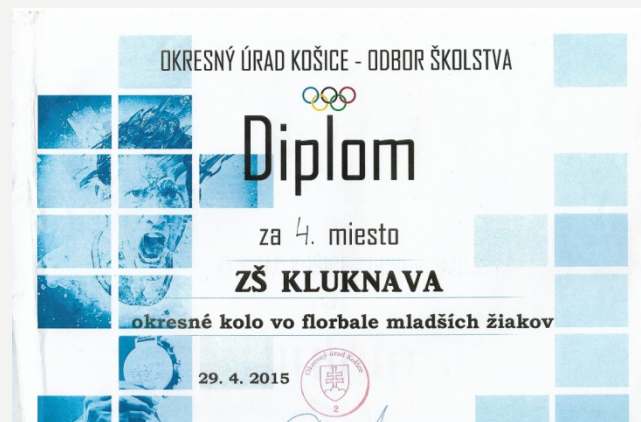 OKRESNÝ ÚRAD KOŠICE - ODBOR ŠKOLSTVA
Diplom
za 4. miesto
ZŠ KLUKNAVA
okresné kolo vo florbale mladších žiakov
29. 4. 2015
Okresný úrad Košice
2